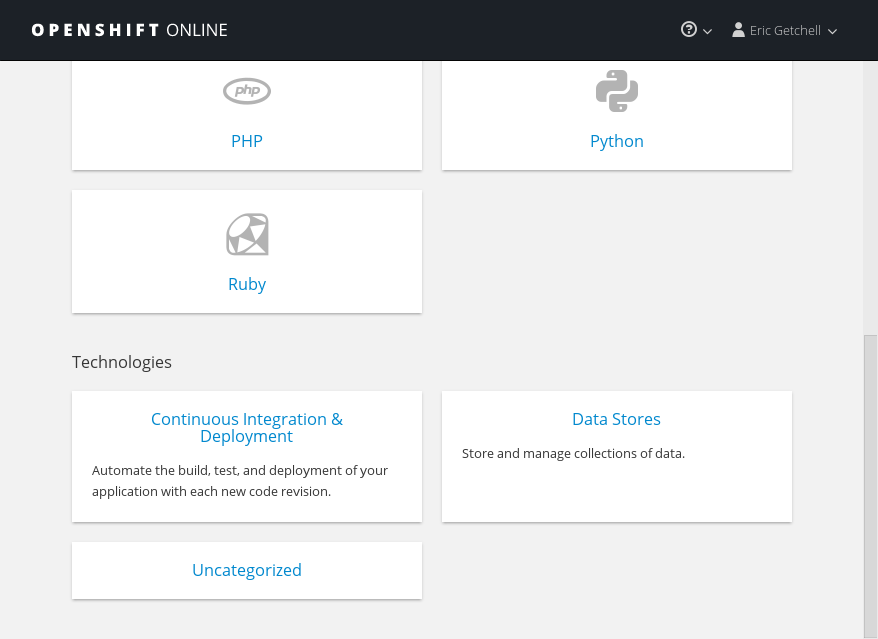 OPENSHIFT ONLINE
Eric Getchell
php
PHP
Python
Ruby
Technologies
Continuous Integration &
Deployment
Automate the build, test, and deployment of your
application with each new code revision.
Data Stores
Store and manage collections of data.
Uncategorized